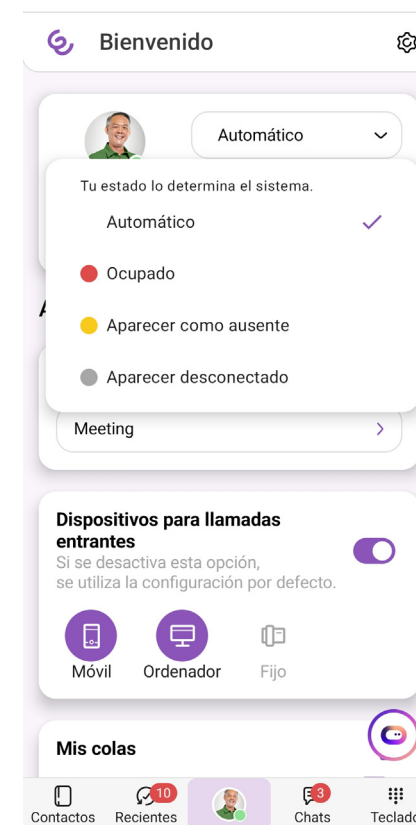 Bienvenido
Automático
Tu estado lo determina el sistema.
Automático
Ocupado
Aparecer como ausente
Aparecer desconectado
Meeting
Dispositivos para llamadas
entrantes
Si se desactiva esta opción,
se utiliza la configuración por defecto.
Móvil
Ordenador
Fijo
Mis colas
10
3
Contactos
Recientes
Chats
Teclad